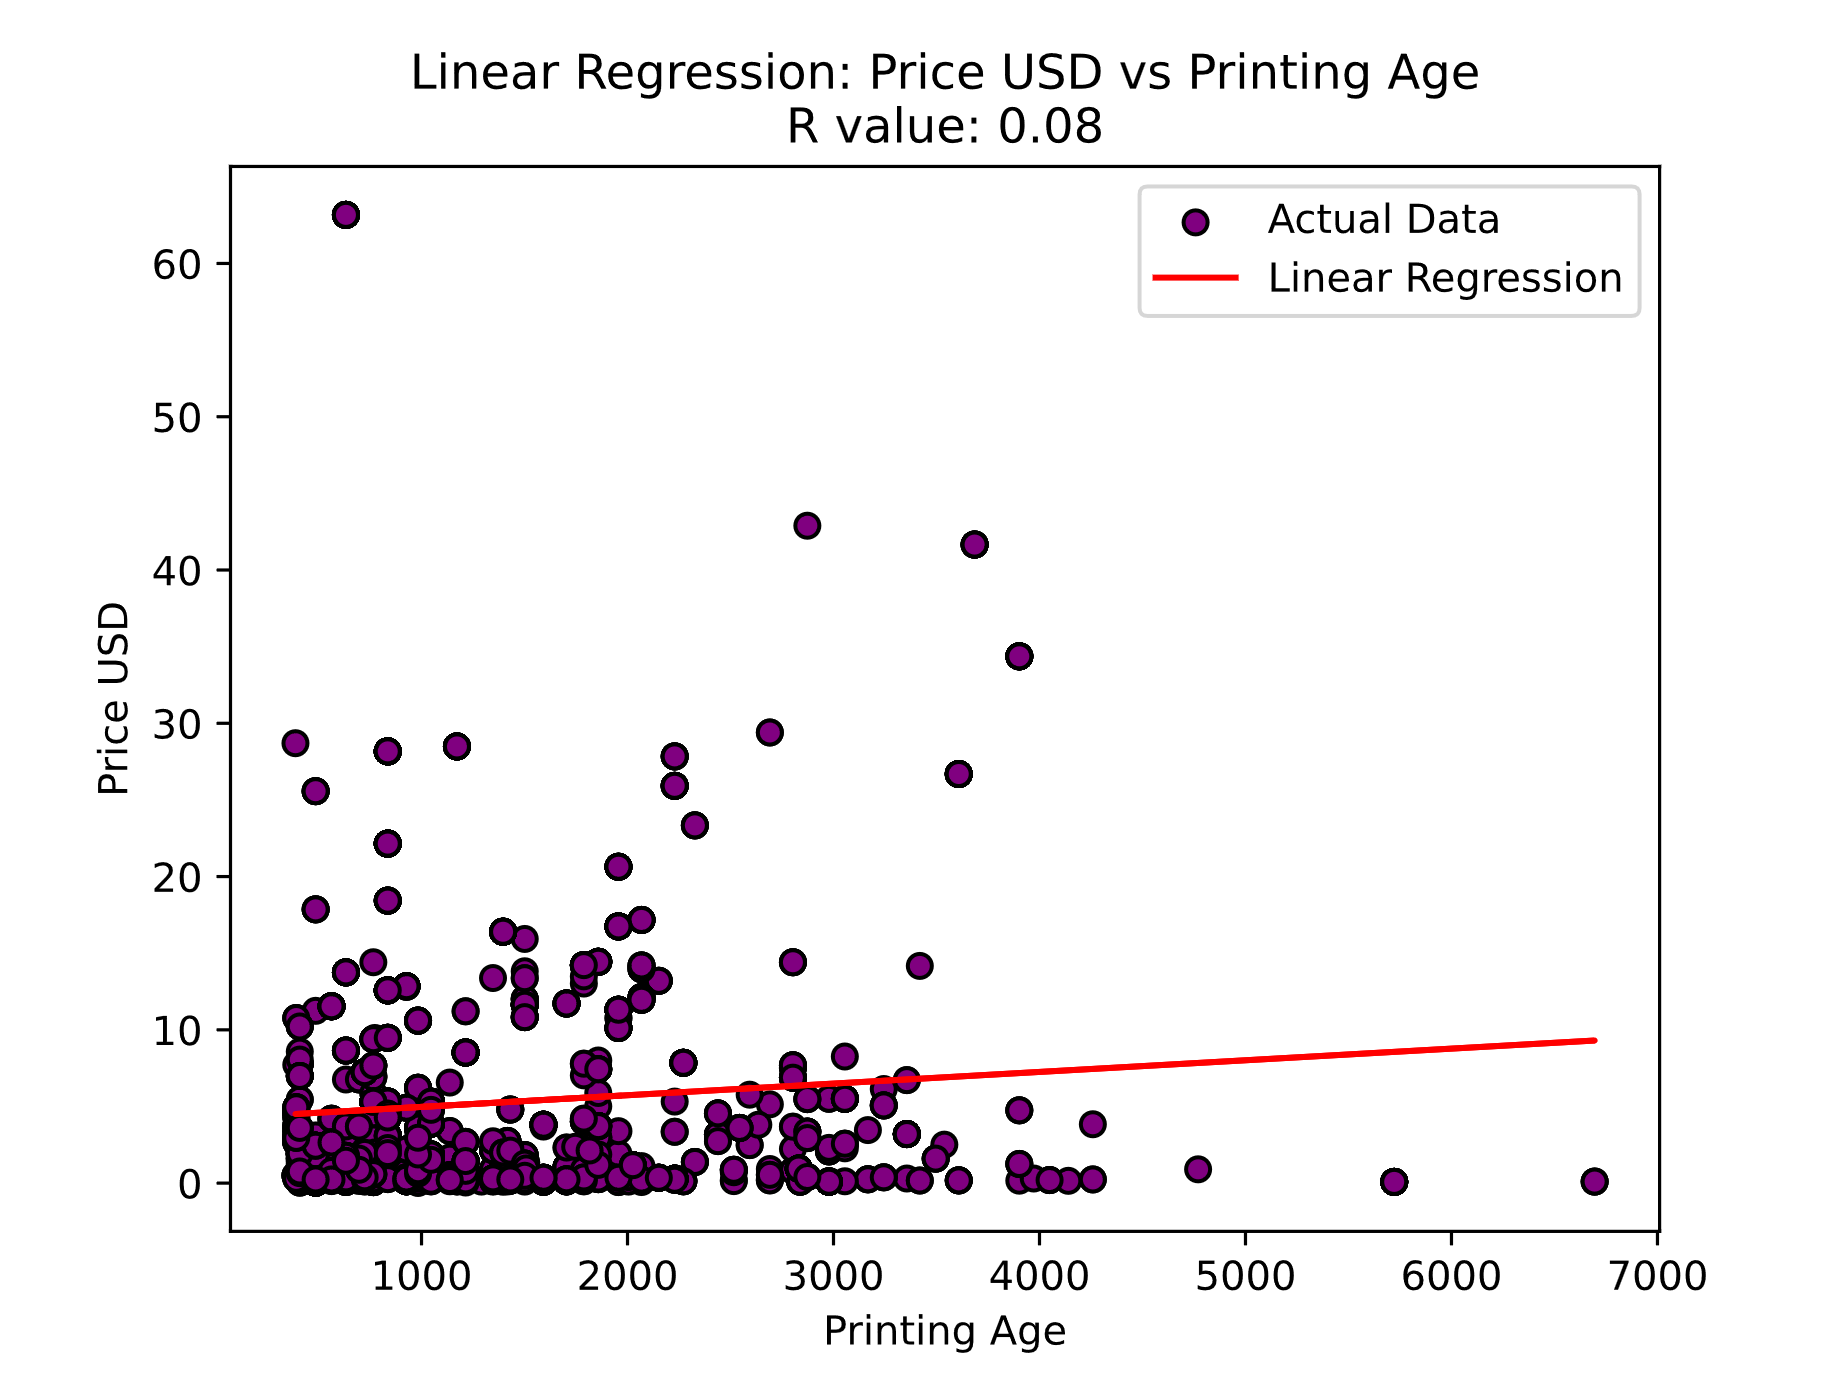 Linear Regression: Price USD vs Printing Age
R value: 0.08
Actual Data
Linear Regression
Price USD
60
50
40
30
20
10
0
1000 2000 3000 4000 5000 6000 7000
Printing Age